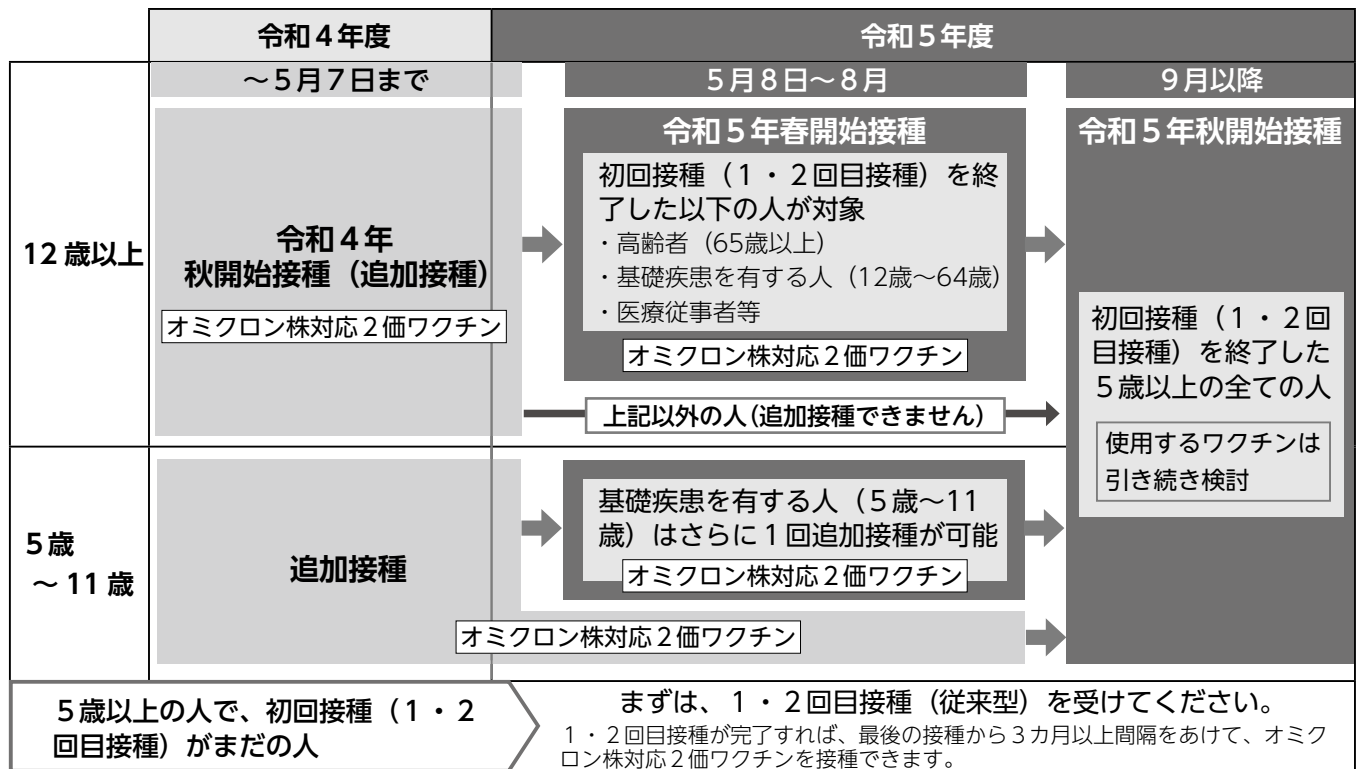 令和４年度
令和５年度
～５月７日まで
５月８日～８月
９月以降
12 歳以上
令和４年
秋開始接種（追加接種）
オミクロン株対応２価ワクチン
令和５年春開始接種
初回接種（１・２回目接種）を終
了した以下の人が対象
・高齢者（65歳以上）
・基礎疾患を有する人（12歳～64歳）
・医療従事者等
オミクロン株対応２価ワクチン
上記以外の人（追加接種できません）
令和５年秋開始接種
初回接種（１・２回
目接種）を終了した
５歳以上の全ての人
使用するワクチンは
引き続き検討
５歳
～ 11 歳
追加接種
基礎疾患を有する人（５歳～11
歳）はさらに１回追加接種が可能
オミクロン株対応２価ワクチン
オミクロン株対応２価ワクチン
５歳以上の人で、初回接種（１・２
回目接種）がまだの人
まずは、１・２回目接種（従来型）を受けてください。
１・２回目接種が完了すれば、最後の接種から３カ月以上間隔をあけて、オミク
ロン株対応２価ワクチンを接種できます。